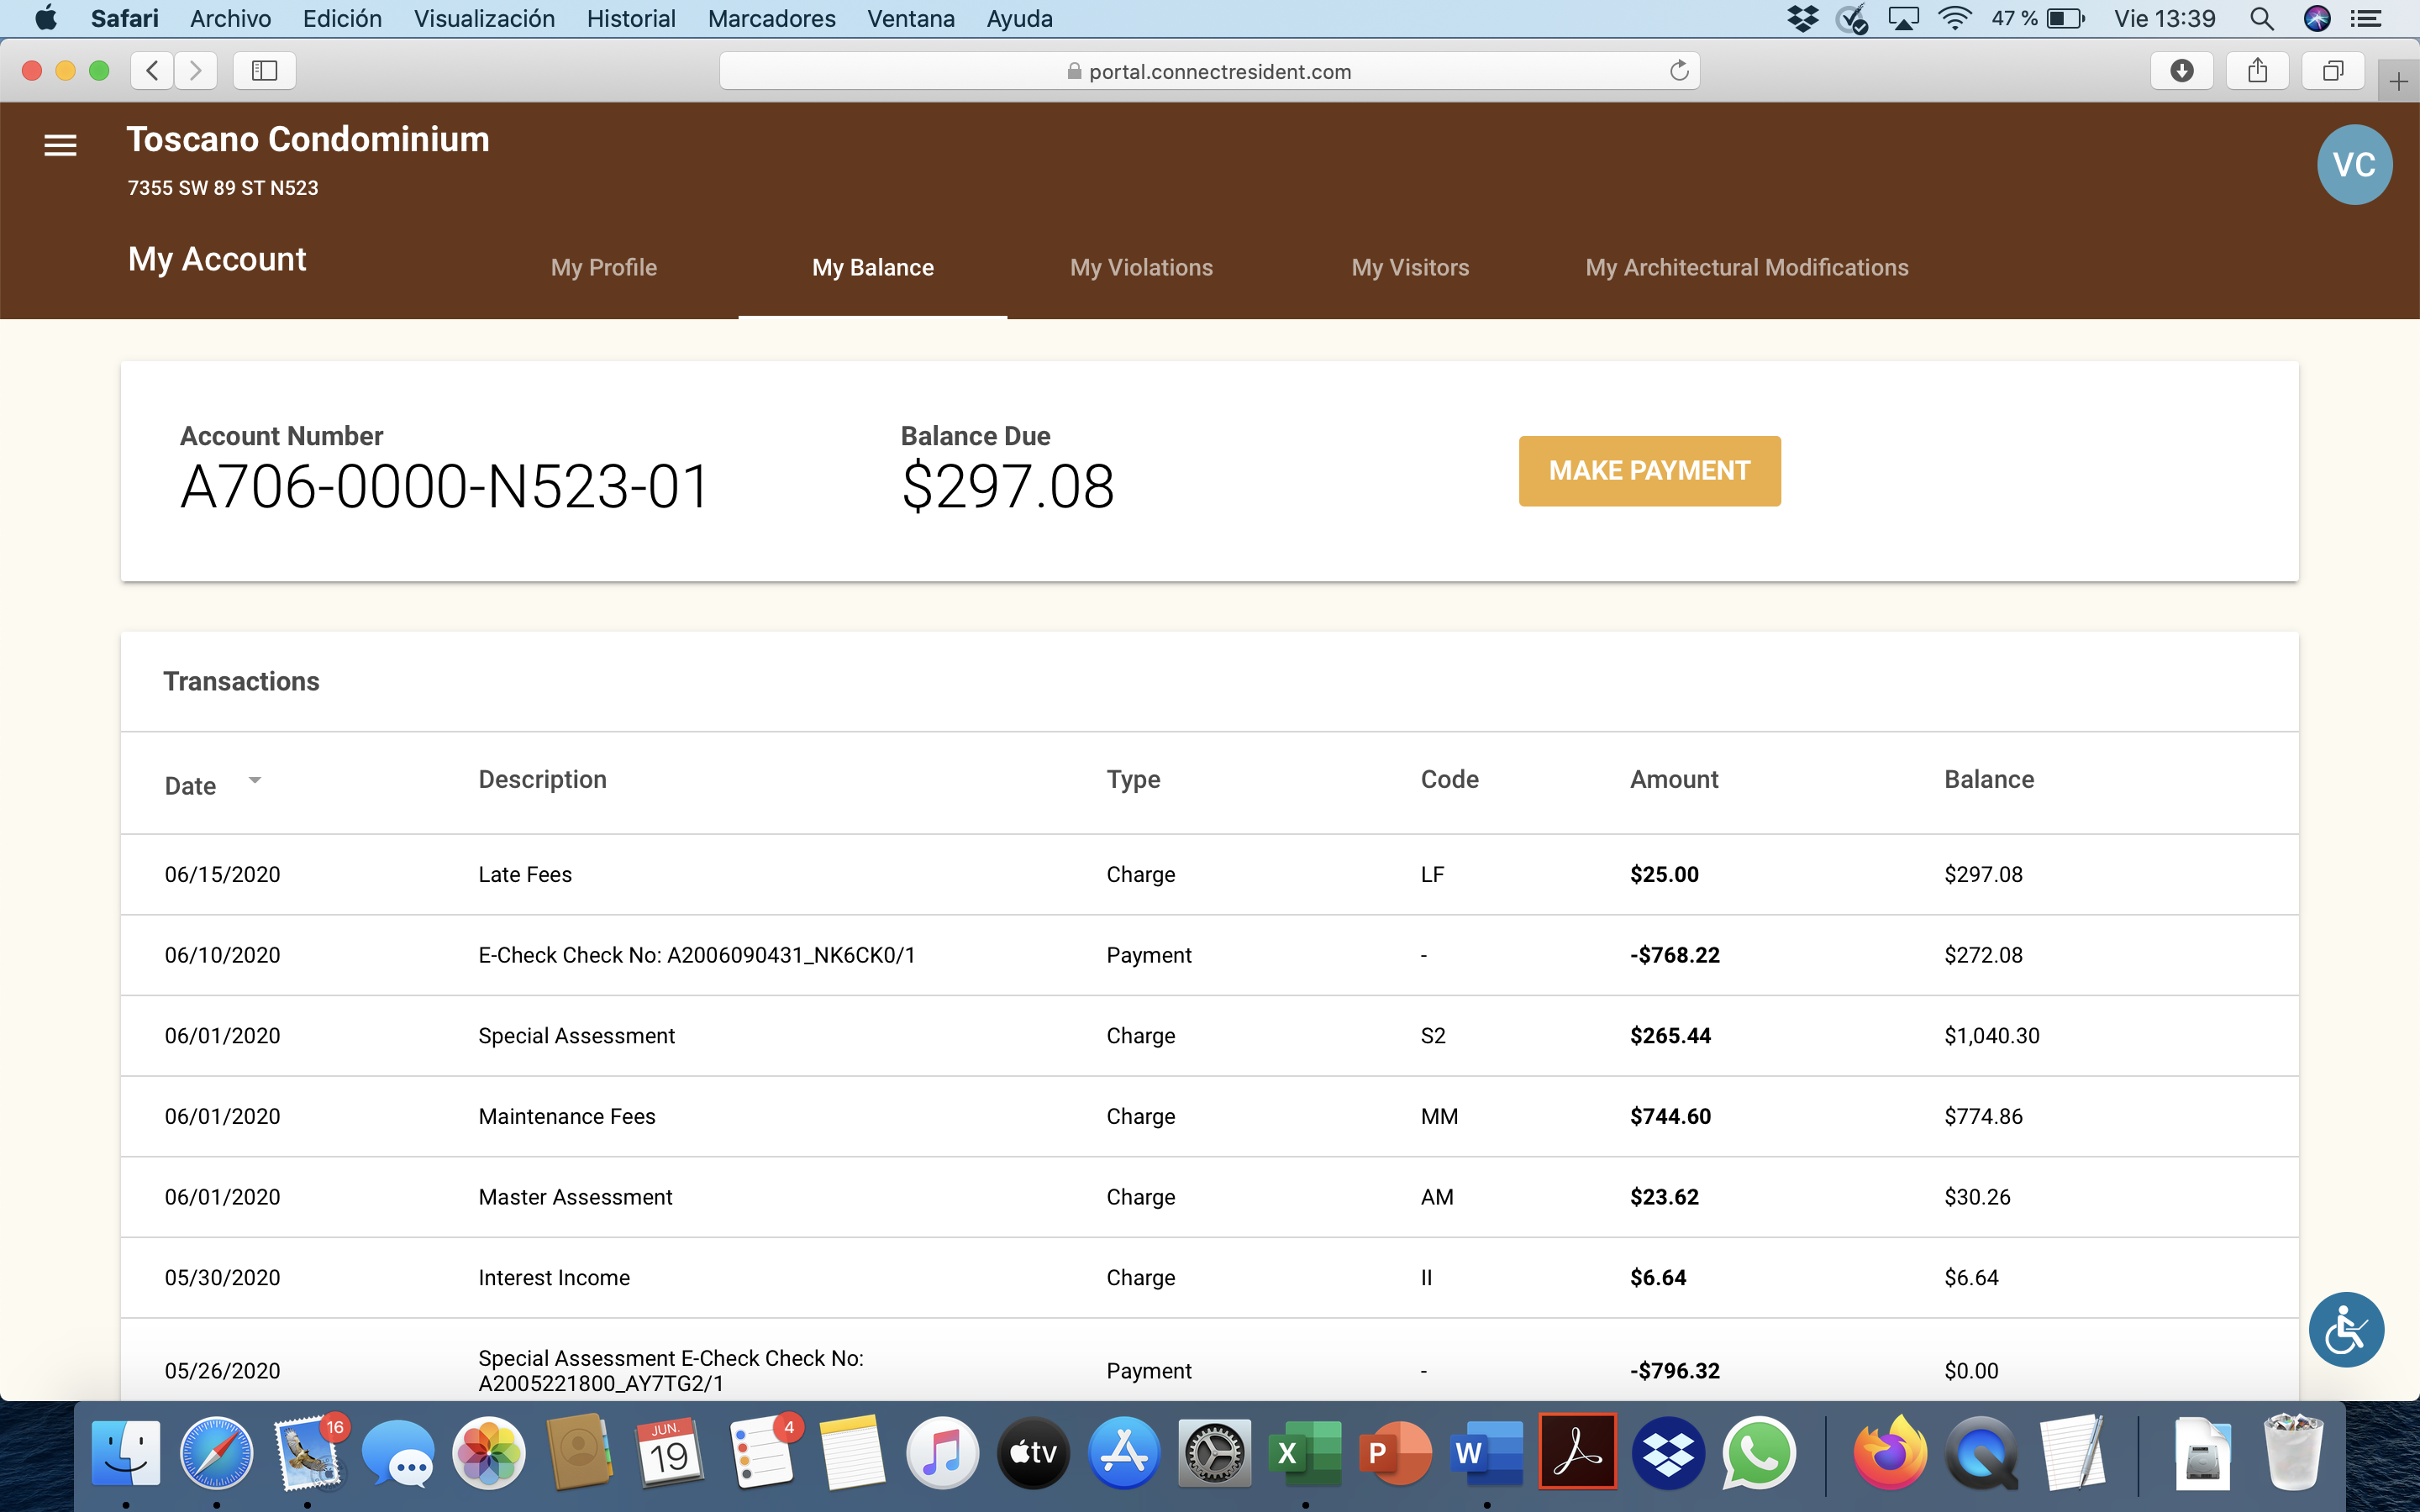 Safari Archivo Edición Visualización Historial Marcadores Ventana Ayuda 47 % Vie 13:39
portal.connectresident.com
Toscano Condominium
7355 SW 89 ST N523
VC
My Account My Profile My Balance My Violations My Visitors My Architectural Modifications
Account Number Balance Due
A706-0000-N523-01 $297.08 MAKE PAYMENT
Transactions
Date Description Type Code Amount Balance
06/15/2020 Late Fees Charge LF $25.00 $297.08
06/10/2020 E-Check Check No: A2006090431_NK6CK0/1 Payment - -$768.22 $272.08
06/01/2020 Special Assessment Charge S2 $265.44 $1,040.30
06/01/2020 Maintenance Fees Charge MM $744.60 $774.86
06/01/2020 Master Assessment Charge AM $23.62 $30.26
05/30/2020 Interest Income Charge II $6.64 $6.64
05/26/2020 Special Assessment E-Check Check No: A2005221800_AY7TG2/1 Payment - -$796.32 $0.00
16 JUN. 19 4 tv X P W